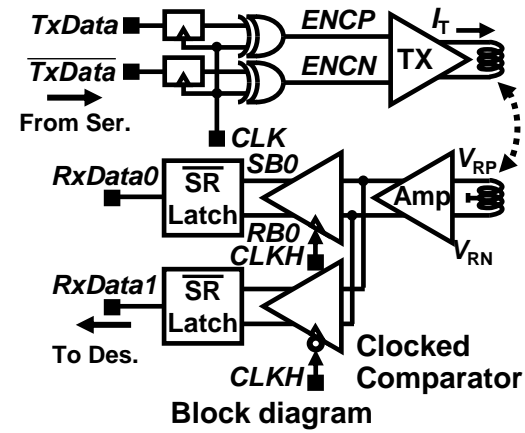 TxData
ENCP
I_T
TxData
ENCN
TX
From Ser.
CLK
SB0
V_RP
RxData0
SR
Latch
Amp
RB0
CLKH
V_RN
RxData1
SR
Latch
To Des.
CLKH
Clocked
Comparator
Block diagram